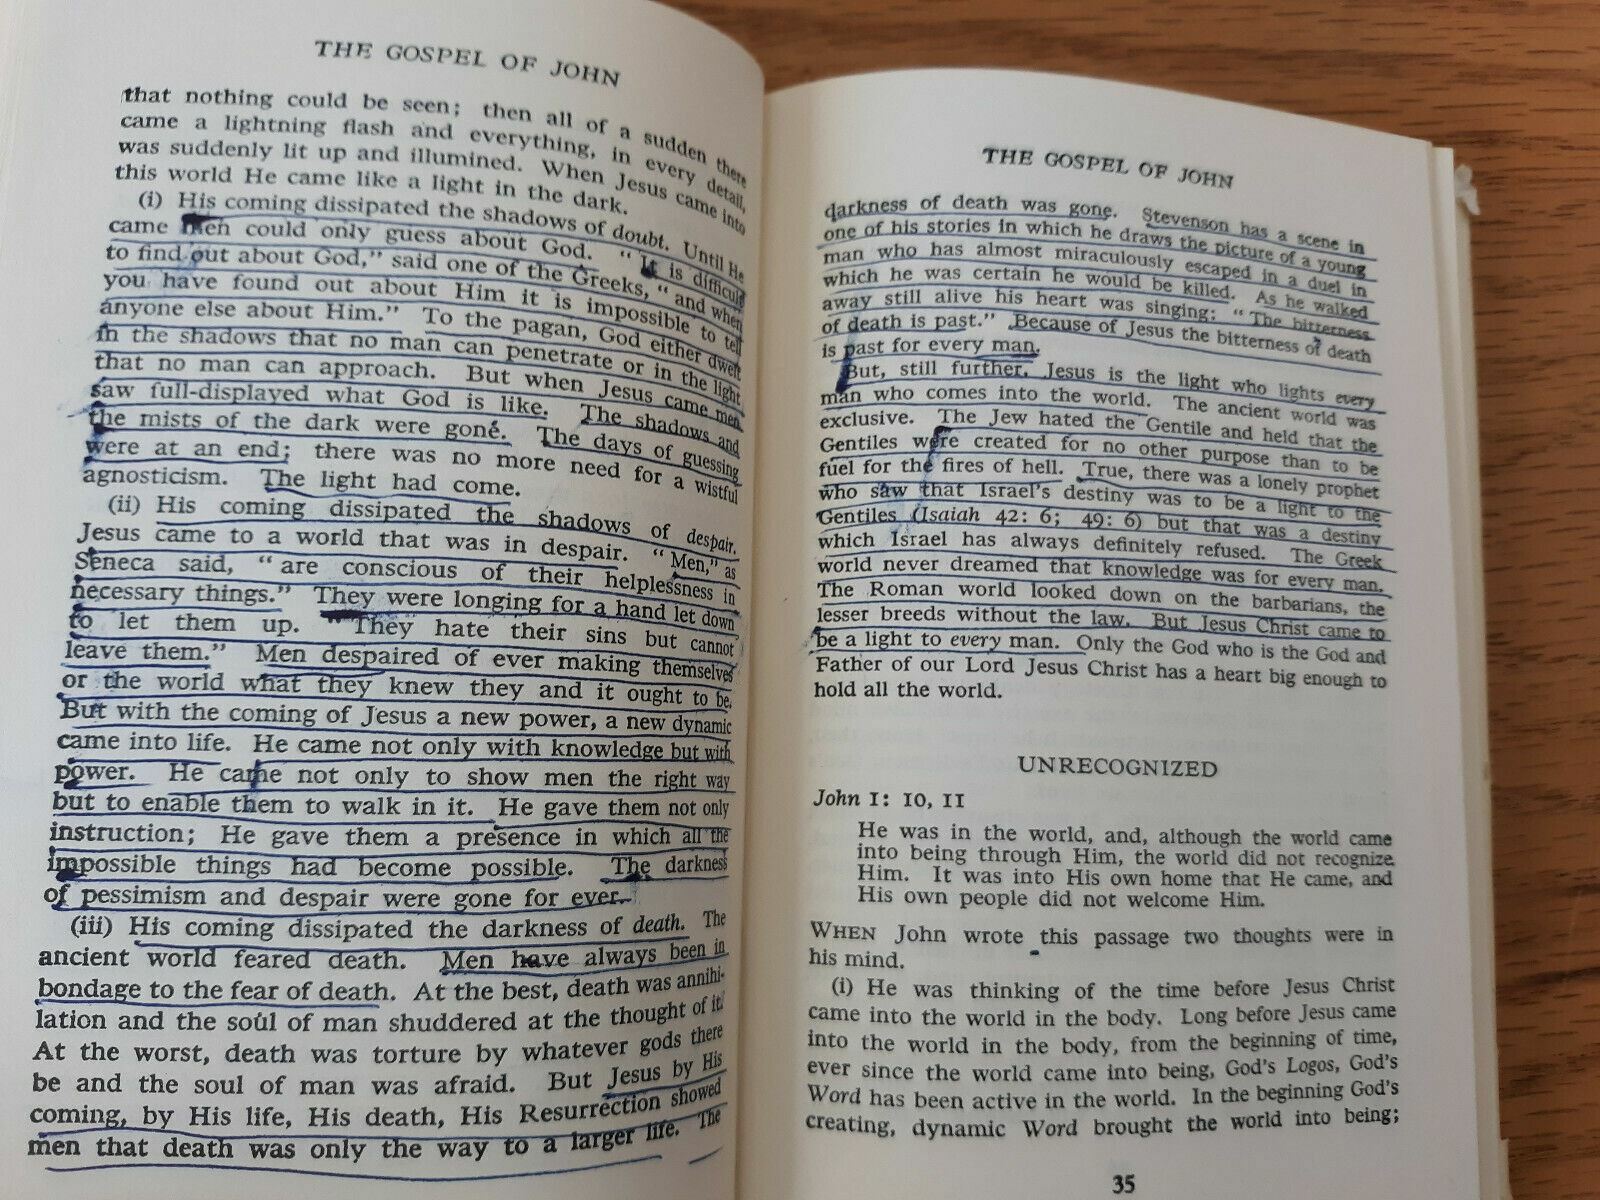 THE GOSPEL OF JOHN
that nothing could be seen; then all of a sudden there
came a lightning flash and everything, in every detail,
was suddenly lit up and illumined. When Jesus came into
this world He came like a light in the dark.
(i) His coming dissipated the shadows of doubt. Until He
came men could only guess about God. "It is difficult
to find out about God," said one of the Greeks, "and when
you have found out about Him it is impossible to tell
anyone else about Him." To the pagan, God either dwelt
in the shadows that no man can penetrate or in the light
that no man can approach. But when Jesus came men
saw full-displayed what God is like. The shadows and
the mists of the dark were gone. The days of guessing
were at an end; there was no more need for a wistful
agnosticism. The light had come.
(ii) His coming dissipated the shadows of despair.
Jesus came to a world that was in despair. "Men," as
Seneca said, "are conscious of their helplessness in
necessary things." They were longing for a hand let down
to let them up. "They hate their sins but cannot
leave them." Men despaired of ever making themselves
or the world what they knew they and it ought to be.
But with the coming of Jesus a new power, a new dynamic
came into life. He came not only with knowledge but with
power. He came not only to show men the right way
but to enable them to walk in it. He gave them not only
instruction; He gave them a presence in which all the
impossible things had become possible. The darkness
of pessimism and despair were gone for ever.
(iii) His coming dissipated the darkness of death. The
ancient world feared death. Men have always been in
bondage to the fear of death. At the best, death was annihi-
lation and the soul of man shuddered at the thought of it.
At the worst, death was torture by whatever gods there
be and the soul of man was afraid. But Jesus by His
coming, by His life, His death, His Resurrection showed
men that death was only the way to a larger life. The
THE GOSPEL OF JOHN
darkness of death was gone. Stevenson has a scene in
one of his stories in which he draws the picture of a young
man who has almost miraculously escaped in a duel in
which he was certain he would be killed. As he walked
away still alive his heart was singing: "The bitterness
of death is past." Because of Jesus the bitterness of death
is past for every man.
But, still further, Jesus is the light who lights every
man who comes into the world. The ancient world was
exclusive. The Jew hated the Gentile and held that the
Gentiles were created for no other purpose than to be
fuel for the fires of hell. True, there was a lonely prophet
who saw that Israel's destiny was to be a light to the
Gentiles (Isaiah 42: 6; 49: 6) but that was a destiny
which Israel has always definitely refused. The Greek
world never dreamed that knowledge was for every man.
The Roman world looked down on the barbarians, the
lesser breeds without the law. But Jesus Christ came to
be a light to every man. Only the God who is the God and
Father of our Lord Jesus Christ has a heart big enough to
hold all the world.
UNRECOGNIZED
John 1: 10, 11
He was in the world, and, although the world came
into being through Him, the world did not recognize
Him. It was into His own home that He came, and
His own people did not welcome Him.
WHEN John wrote this passage two thoughts were in
his mind.
(i) He was thinking of the time before Jesus Christ
came into the world in the body. Long before Jesus came
into the world in the body, from the beginning of time,
ever since the world came into being, God's Logos, God's
Word has been active in the world. In the beginning God's
creating, dynamic Word brought the world into being;
35